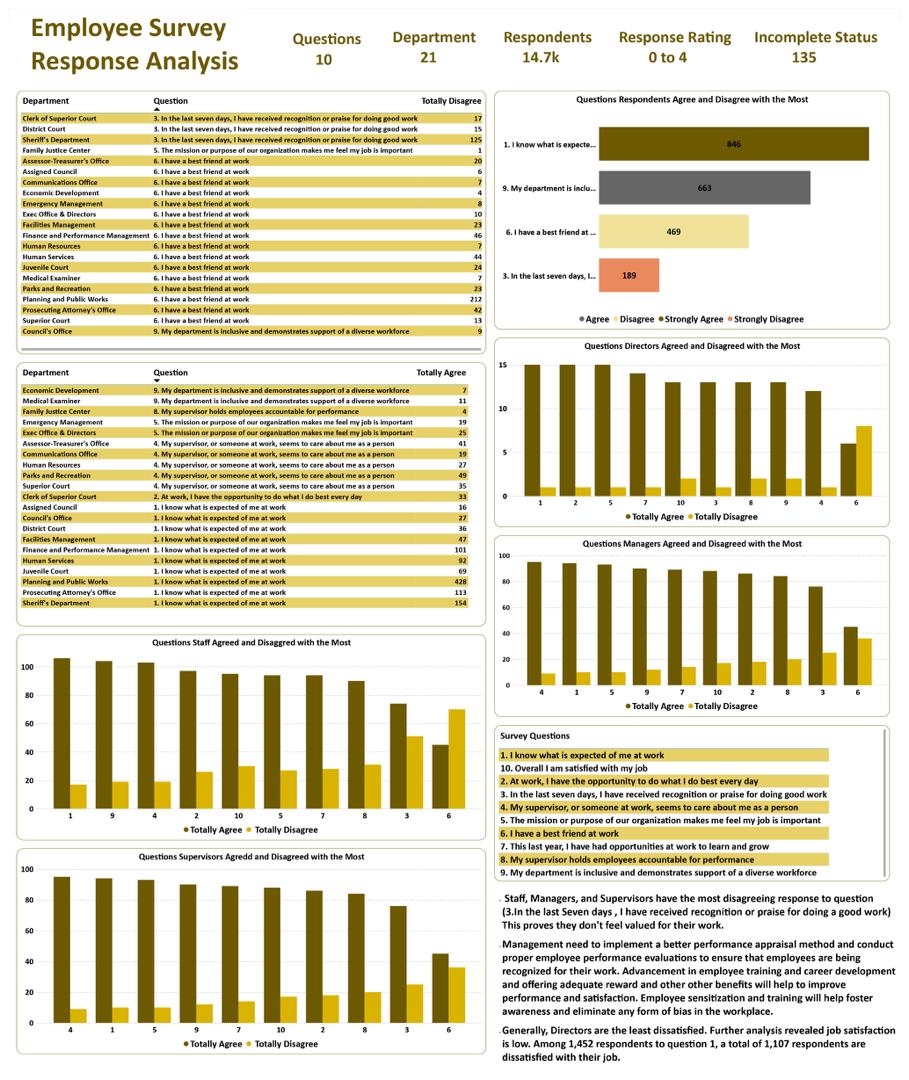 Employee Survey
Response Analysis
Questions
10
Department
21
Respondents
14.7k
Response Rating
0 to 4
Incomplete Status
135
Department Question Totally Disagree
Clerk of Superior Court 3. In the last seven days, I have received recognition or praise for doing good work 17
District Court 3. In the last seven days, I have received recognition or praise for doing good work 15
Sheriff's Department 3. In the last seven days, I have received recognition or praise for doing good work 125
Family Justice Center 5. The mission or purpose of our organization makes me feel my job is important 1
Assessor-Treasurer's Office 6. I have a best friend at work 20
Assigned Council 6. I have a best friend at work 6
Communications Office 6. I have a best friend at work 7
Economic Development 6. I have a best friend at work 4
Emergency Management 6. I have a best friend at work 8
Exec Office & Directors 6. I have a best friend at work 10
Facilities Management 6. I have a best friend at work 23
Finance and Performance Management 6. I have a best friend at work 46
Human Resources 6. I have a best friend at work 7
Human Services 6. I have a best friend at work 44
Juvenile Court 6. I have a best friend at work 24
Medical Examiner 6. I have a best friend at work 7
Parks and Recreation 6. I have a best friend at work 23
Planning and Public Works 6. I have a best friend at work 212
Prosecuting Attorney's Office 6. I have a best friend at work 42
Superior Court 6. I have a best friend at work 13
Council's Office 9. My department is inclusive and demonstrates support of a diverse workforce 9
Department Question Totally Agree
Economic Development 9. My department is inclusive and demonstrates support of a diverse workforce 7
Medical Examiner 9. My department is inclusive and demonstrates support of a diverse workforce 11
Family Justice Center 8. My supervisor holds employees accountable for performance 4
Emergency Management 5. The mission or purpose of our organization makes me feel my job is important 19
Exec Office & Directors 5. The mission or purpose of our organization makes me feel my job is important 25
Assessor-Treasurer's Office 4. My supervisor, or someone at work, seems to care about me as a person 41
Communications Office 4. My supervisor, or someone at work, seems to care about me as a person 19
Human Resources 4. My supervisor, or someone at work, seems to care about me as a person 27
Parks and Recreation 4. My supervisor, or someone at work, seems to care about me as a person 49
Superior Court 4. My supervisor, or someone at work, seems to care about me as a person 35
Clerk of Superior Court 2. At work, I have the opportunity to do what I do best every day 33
Assigned Council 1. I know what is expected of me at work 16
Council's Office 1. I know what is expected of me at work 27
District Court 1. I know what is expected of me at work 36
Facilities Management 1. I know what is expected of me at work 47
Finance and Performance Management 1. I know what is expected of me at work 101
Human Services 1. I know what is expected of me at work 92
Juvenile Court 1. I know what is expected of me at work 69
Planning and Public Works 1. I know what is expected of me at work 428
Prosecuting Attorney's Office 1. I know what is expected of me at work 113
Sheriff's Department 1. I know what is expected of me at work 154
Questions Staff Agreed and Disaggred with the Most
100
80
60
40
20
0
1 9 4 2 10 5 7 8 3 6
Totally Agree Totally Disagree
Questions Supervisors Agredd and Disagreed with the Most
100
80
60
40
20
0
4 1 5 9 7 10 2 8 3 6
Totally Agree Totally Disagree
Questions Respondents Agree and Disagree with the Most
1. I know what is expecte... 846
9. My department is inclu... 663
6. I have a best friend at ... 469
3. In the last seven days, I... 189
Agree Disagree Strongly Agree Strongly Disagree
Questions Directors Agreed and Disagreed with the Most
15
10
5
0
1 2 5 7 10 3 8 9 4 6
Totally Agree Totally Disagree
Questions Managers Agreed and Disagreed with the Most
100
80
60
40
20
0
4 1 5 9 7 10 2 8 3 6
Totally Agree Totally Disagree
Survey Questions
1. I know what is expected of me at work
10. Overall I am satisfied with my job
2. At work, I have the opportunity to do what I do best every day
3. In the last seven days, I have received recognition or praise for doing good work
4. My supervisor, or someone at work, seems to care about me as a person
5. The mission or purpose of our organization makes me feel my job is important
6. I have a best friend at work
7. This last year, I have had opportunities at work to learn and grow
8. My supervisor holds employees accountable for performance
9. My department is inclusive and demonstrates support of a diverse workforce
. Staff, Managers, and Supervisors have the most disagreeing response to question
(3.In the last Seven days , I have received recognition or praise for doing a good work)
This proves they don't feel valued for their work.
.Management need to implement a better performance appraisal method and conduct
proper employee performance evaluations to ensure that employees are being
recognized for their work. Advancement in employee training and career development
and offering adequate reward and other other benefits will help to improve
performance and satisfaction. Employee sensitization and training will help foster
awareness and eliminate any form of bias in the workplace.
.Generally, Directors are the least dissatisfied. Further analysis revealed job satisfaction
is low. Among 1,452 respondents to question 1, a total of 1,107 respondents are
dissatisfied with their job.